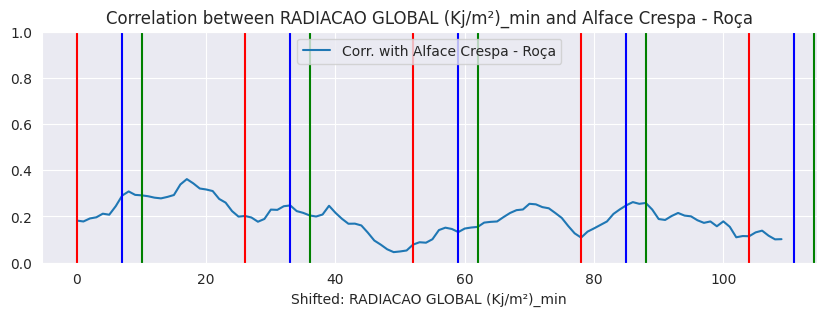 Correlation between RADIACAO GLOBAL (Kj/m²)_min and Alface Crespa - Roça
Corr. with Alface Crespa - Roça
1.0
0.8
0.6
0.4
0.2
0.0
0 20 40 60 80 100
Shifted: RADIACAO GLOBAL (Kj/m²)_min